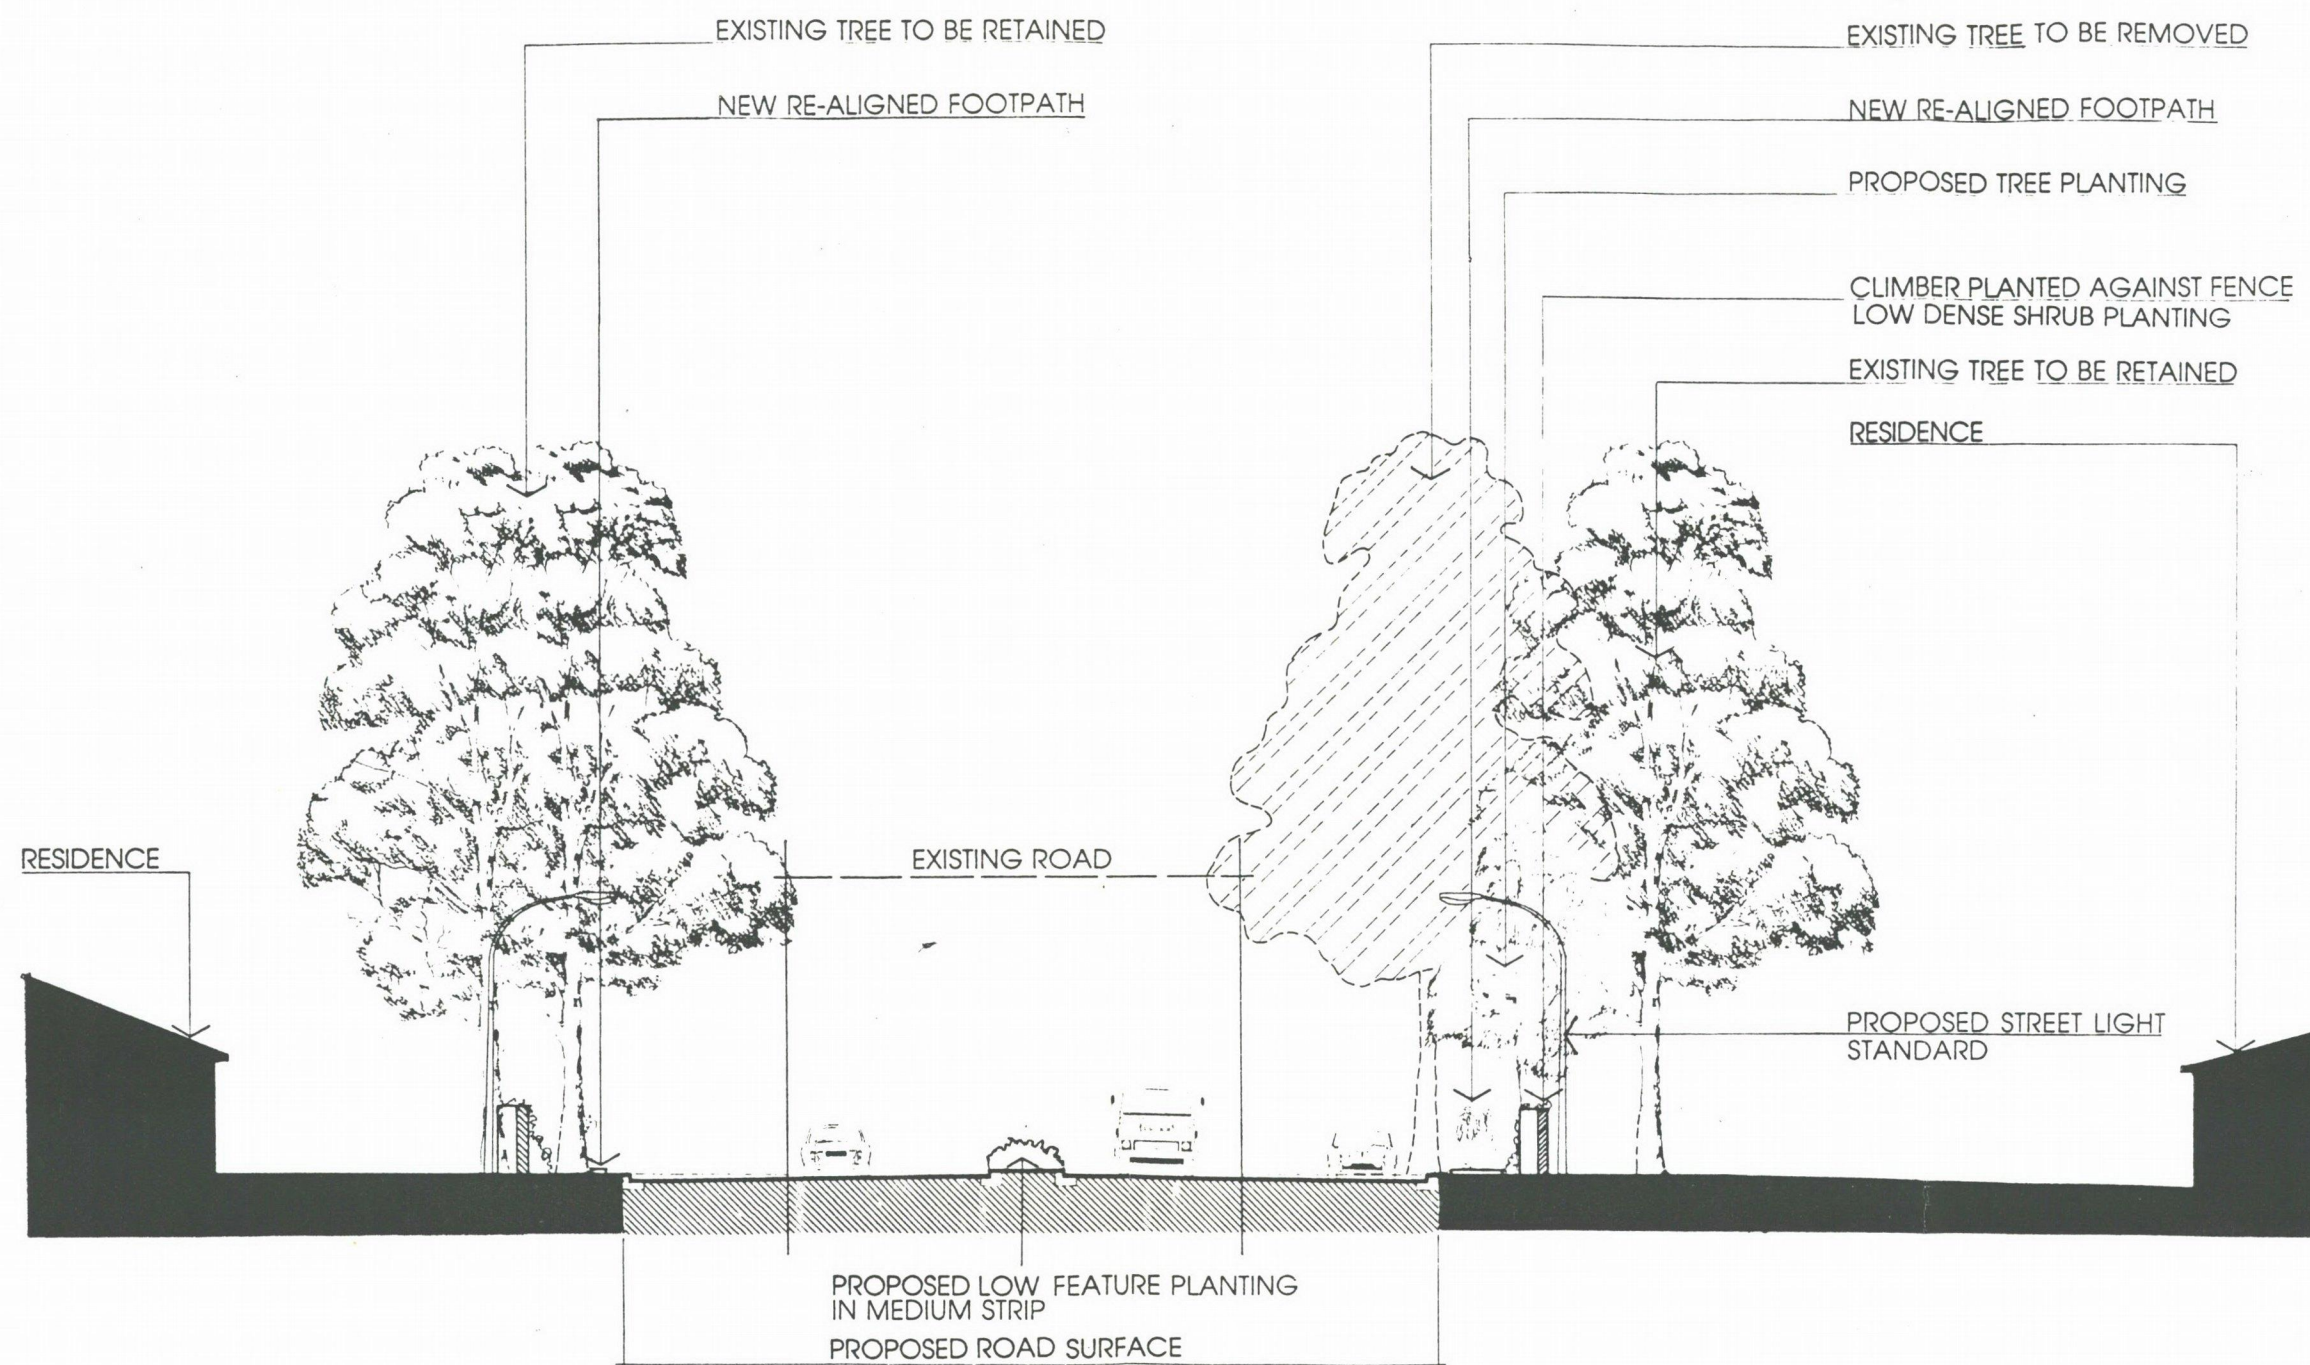 EXISTING TREE TO BE RETAINED
NEW RE-ALIGNED FOOTPATH
EXISTING TREE TO BE REMOVED
NEW RE-ALIGNED FOOTPATH
PROPOSED TREE PLANTING
CLIMBER PLANTED AGAINST FENCE
LOW DENSE SHRUB PLANTING
EXISTING TREE TO BE RETAINED
RESIDENCE
RESIDENCE
EXISTING ROAD
PROPOSED STREET LIGHT
STANDARD
PROPOSED LOW FEATURE PLANTING
IN MEDIUM STRIP
PROPOSED ROAD SURFACE